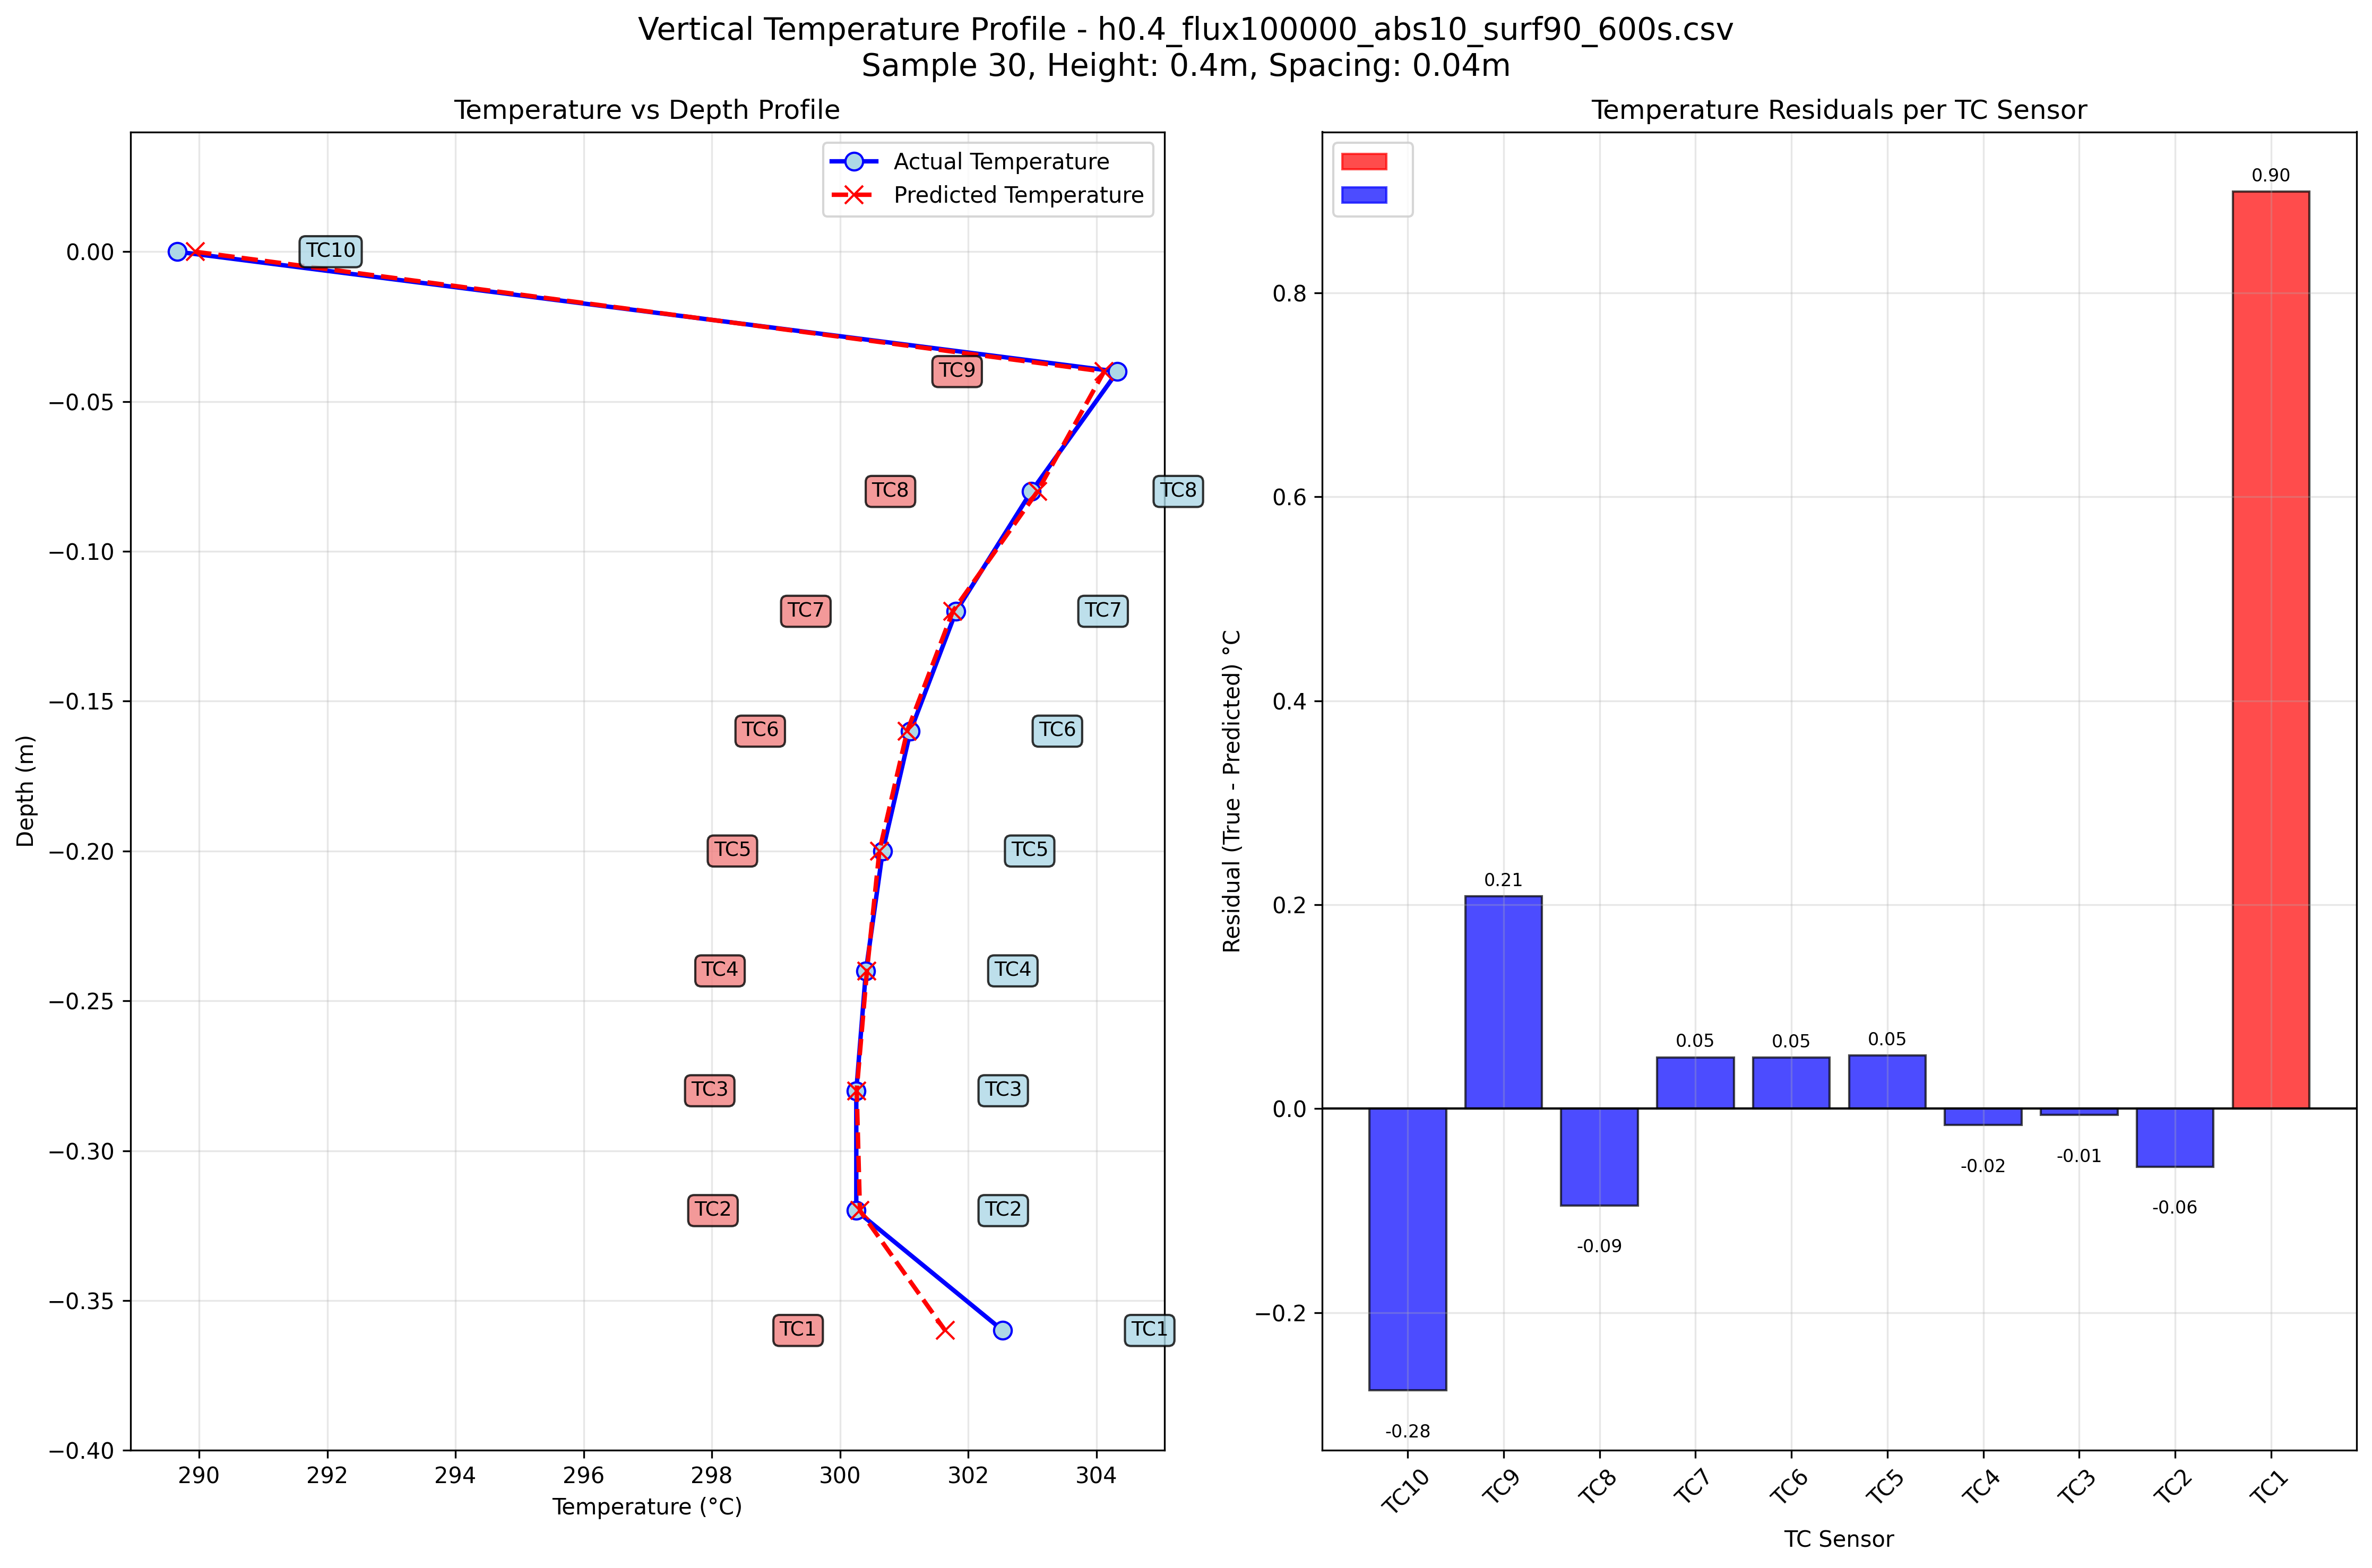 Vertical Temperature Profile - h0.4_flux100000_abs10_surf90_600s.csv
Sample 30, Height: 0.4m, Spacing: 0.04m
Temperature vs Depth Profile
Actual Temperature
Predicted Temperature
Depth (m)
0.00
−0.05
−0.10
−0.15
−0.20
−0.25
−0.30
−0.35
−0.40
TC10
TC9
TC8
TC8
TC7
TC7
TC6
TC6
TC5
TC5
TC4
TC4
TC3
TC3
TC2
TC2
TC1
TC1
290 292 294 296 298 300 302 304
Temperature (°C)
Temperature Residuals per TC Sensor
Residual (True - Predicted) °C
0.8
0.6
0.4
0.2
0.0
−0.2
-0.28
0.21
-0.09
0.05
0.05
0.05
-0.02
-0.01
-0.06
0.90
TC10 TC9 TC8 TC7 TC6 TC5 TC4 TC3 TC2 TC1
TC Sensor